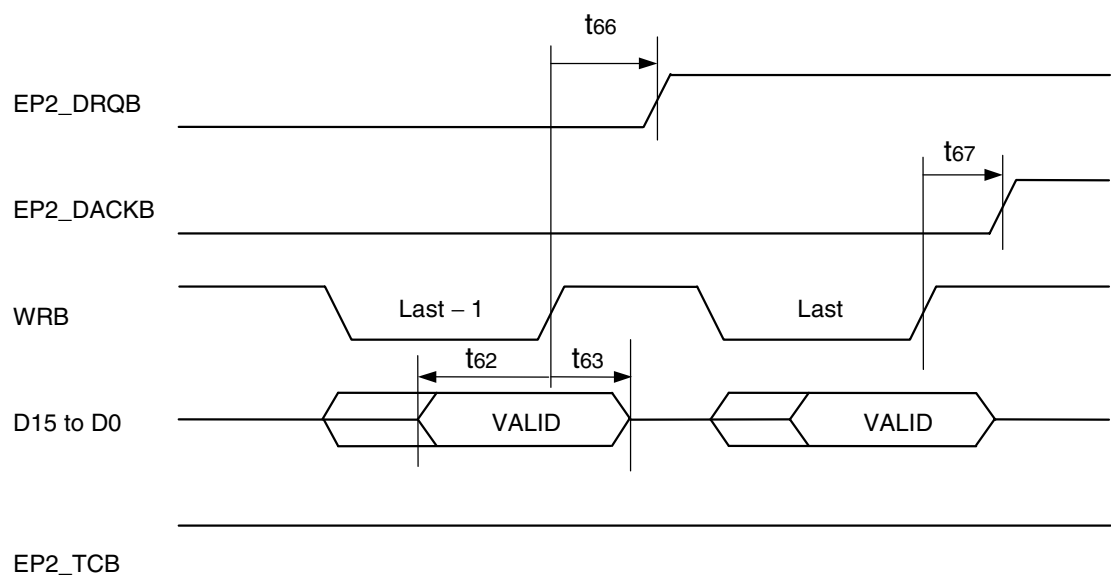 t66
EP2_DRQB
t67
EP2_DACKB
WRB Last – 1 Last
t62 t63
D15 to D0 VALID VALID
EP2_TCB